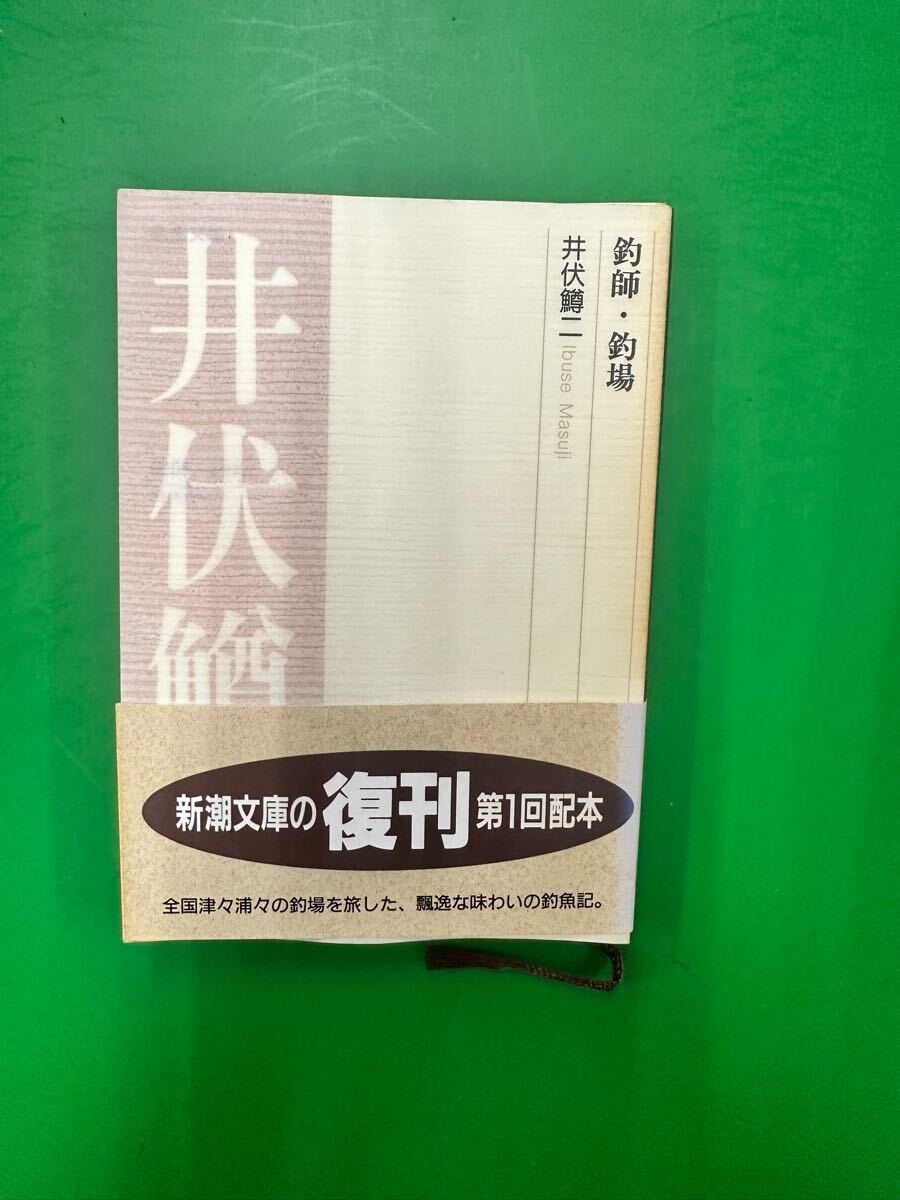 釣師・釣場
井伏鱒二 Ibuse Masuji
井伏鱒
新潮文庫の復刊第1回配本
全国津々浦々の釣場を旅した、飄逸な味わいの釣魚記。